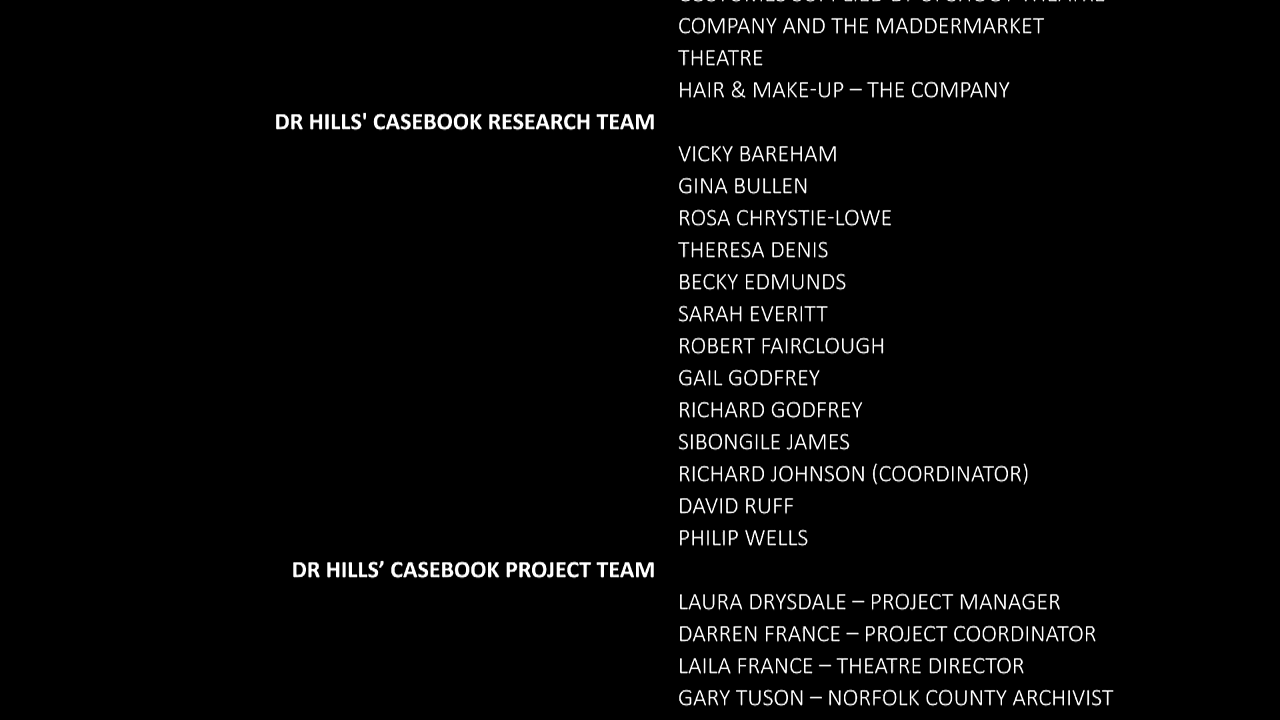 COMPANY AND THE MADDERMARKET
THEATRE
HAIR & MAKE-UP – THE COMPANY
DR HILLS' CASEBOOK RESEARCH TEAM
VICKY BAREHAM
GINA BULLEN
ROSA CHRYSTIE-LOWE
THERESA DENIS
BECKY EDMUNDS
SARAH EVERITT
ROBERT FAIRCLOUGH
GAIL GODFREY
RICHARD GODFREY
SIBONGILE JAMES
RICHARD JOHNSON (COORDINATOR)
DAVID RUFF
PHILIP WELLS
DR HILLS’ CASEBOOK PROJECT TEAM
LAURA DRYSDALE – PROJECT MANAGER
DARREN FRANCE – PROJECT COORDINATOR
LAILA FRANCE – THEATRE DIRECTOR
GARY TUSON – NORFOLK COUNTY ARCHIVIST